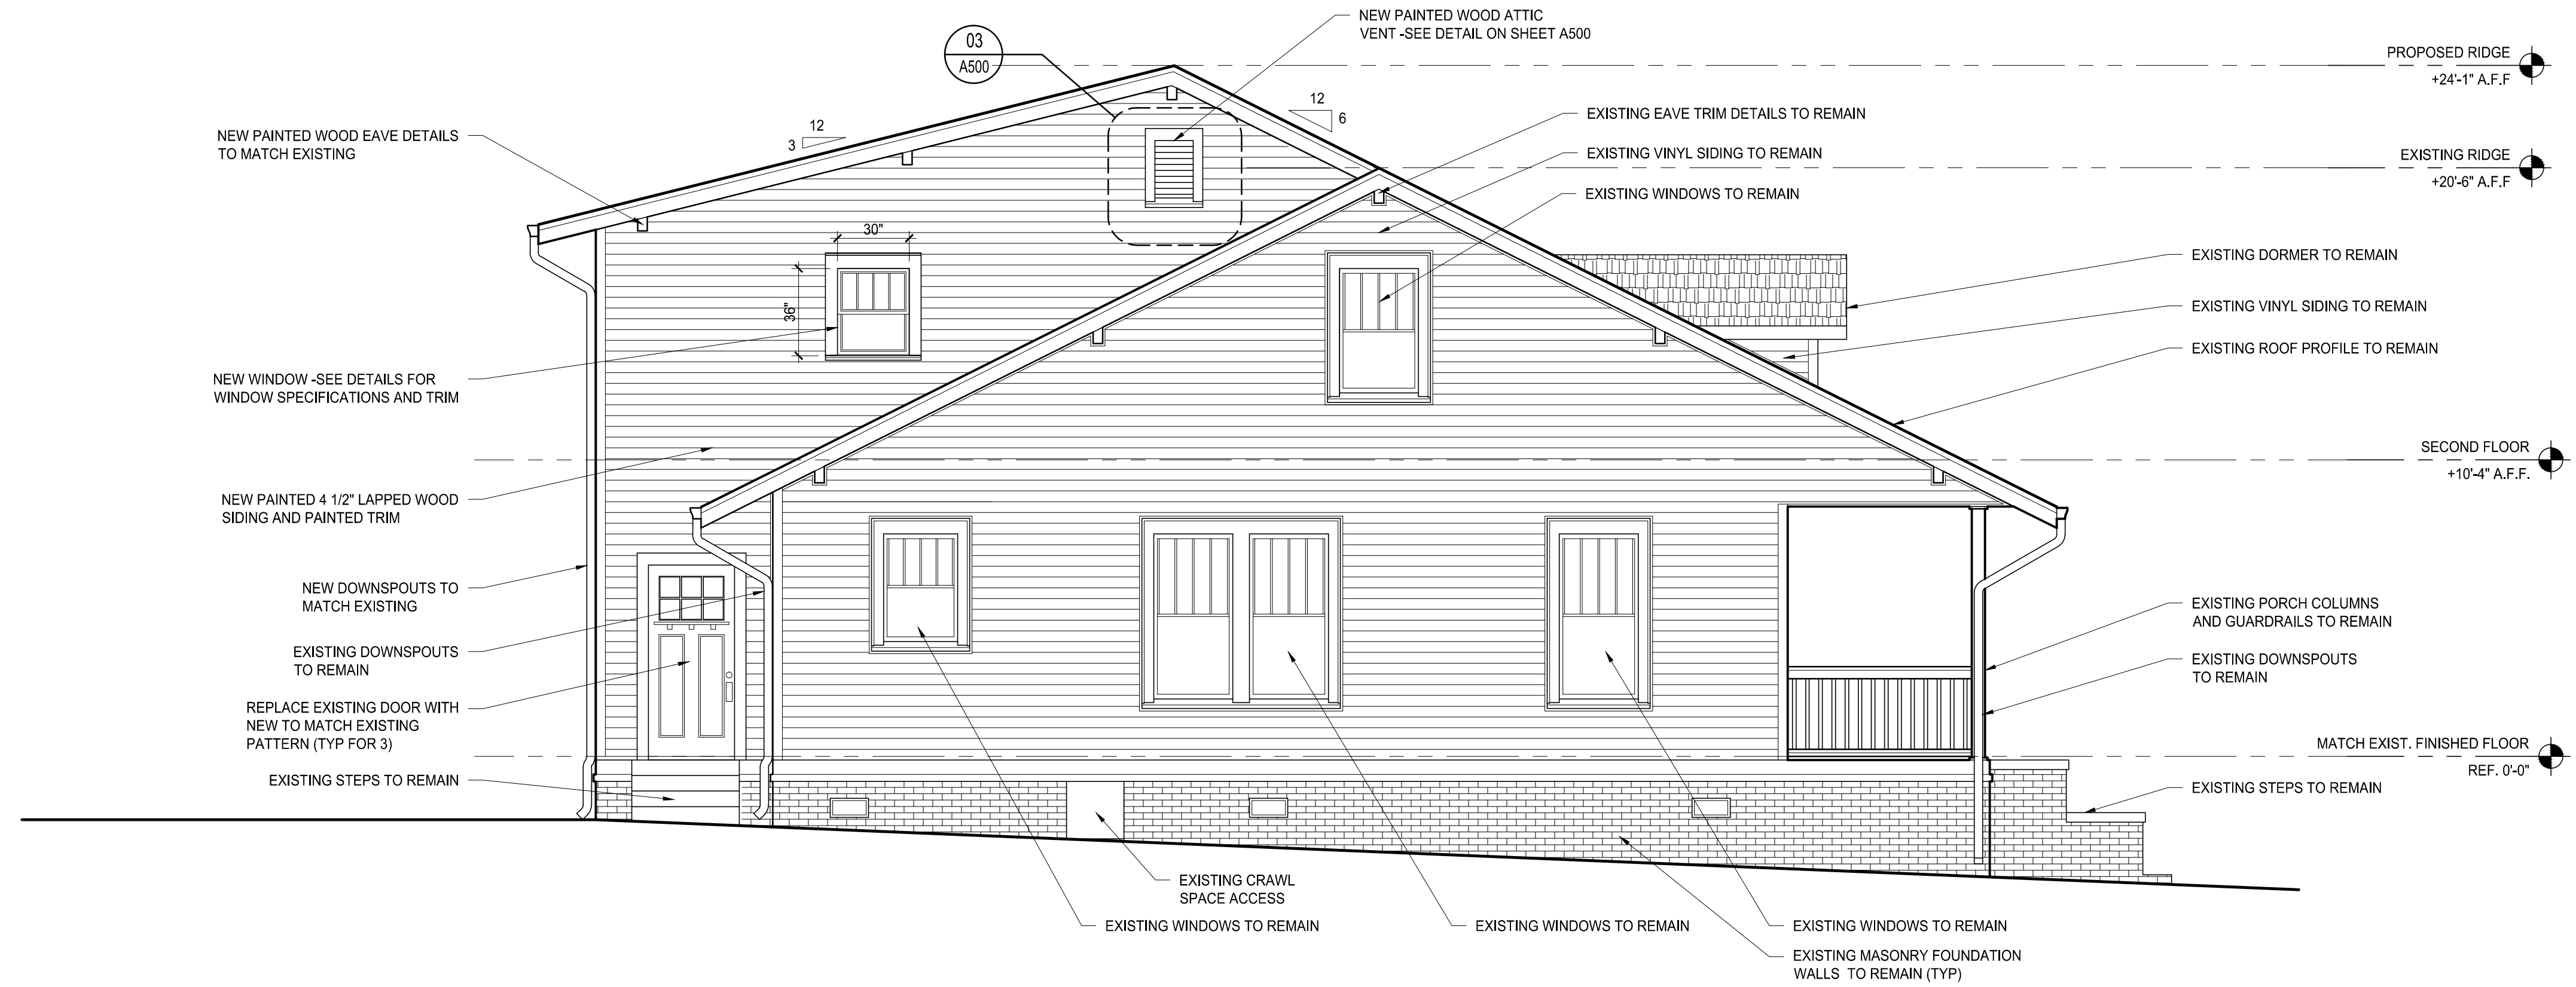 03
A500
NEW PAINTED WOOD ATTIC
VENT -SEE DETAIL ON SHEET A500
PROPOSED RIDGE
+24'-1" A.F.F
12
3
12
6
NEW PAINTED WOOD EAVE DETAILS
TO MATCH EXISTING
EXISTING EAVE TRIM DETAILS TO REMAIN
EXISTING VINYL SIDING TO REMAIN
EXISTING WINDOWS TO REMAIN
EXISTING RIDGE
+20'-6" A.F.F
30"
36"
EXISTING DORMER TO REMAIN
EXISTING VINYL SIDING TO REMAIN
EXISTING ROOF PROFILE TO REMAIN
NEW WINDOW -SEE DETAILS FOR
WINDOW SPECIFICATIONS AND TRIM
SECOND FLOOR
+10'-4" A.F.F.
NEW PAINTED 4 1/2" LAPPED WOOD
SIDING AND PAINTED TRIM
NEW DOWNSPOUTS TO
MATCH EXISTING
EXISTING DOWNSPOUTS
TO REMAIN
REPLACE EXISTING DOOR WITH
NEW TO MATCH EXISTING
PATTERN (TYP FOR 3)
EXISTING STEPS TO REMAIN
EXISTING PORCH COLUMNS
AND GUARDRAILS TO REMAIN
EXISTING DOWNSPOUTS
TO REMAIN
MATCH EXIST. FINISHED FLOOR
REF. 0'-0"
EXISTING STEPS TO REMAIN
EXISTING CRAWL
SPACE ACCESS
EXISTING WINDOWS TO REMAIN
EXISTING WINDOWS TO REMAIN
EXISTING WINDOWS TO REMAIN
EXISTING MASONRY FOUNDATION
WALLS TO REMAIN (TYP)